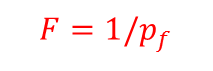 F = 1/p_f